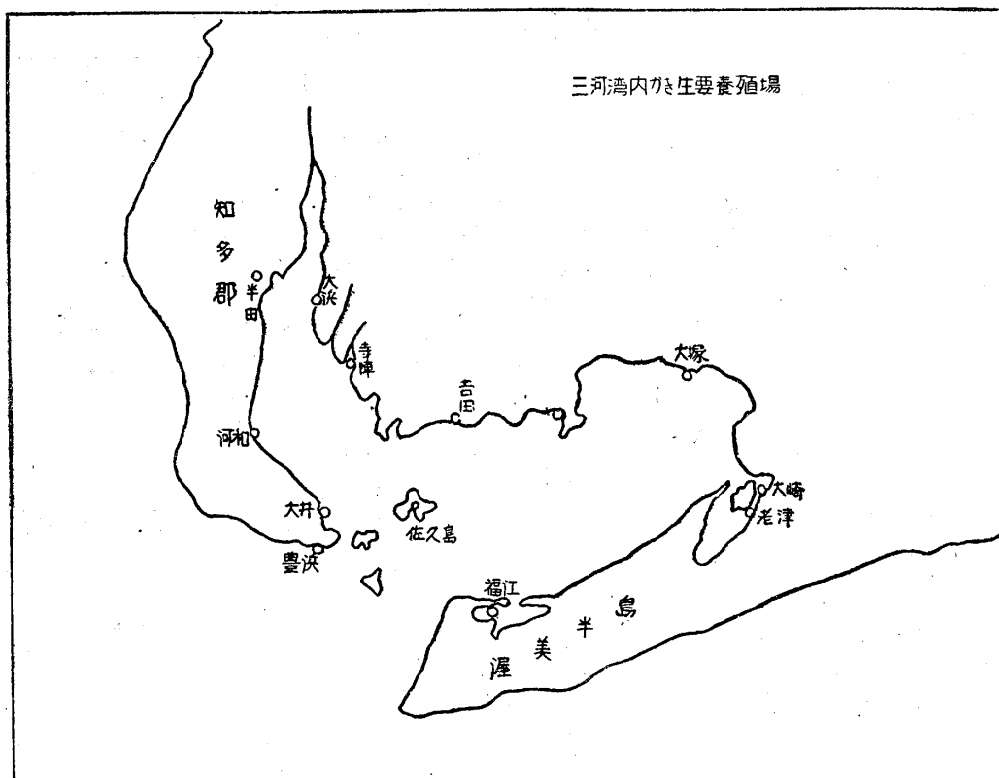 三河湾内かき生要養殖場
知多郡
半田
大浜
寺津
吉田
大塚
河和
大井
豊浜
佐久島
大崎
老津
福江
渥美半島